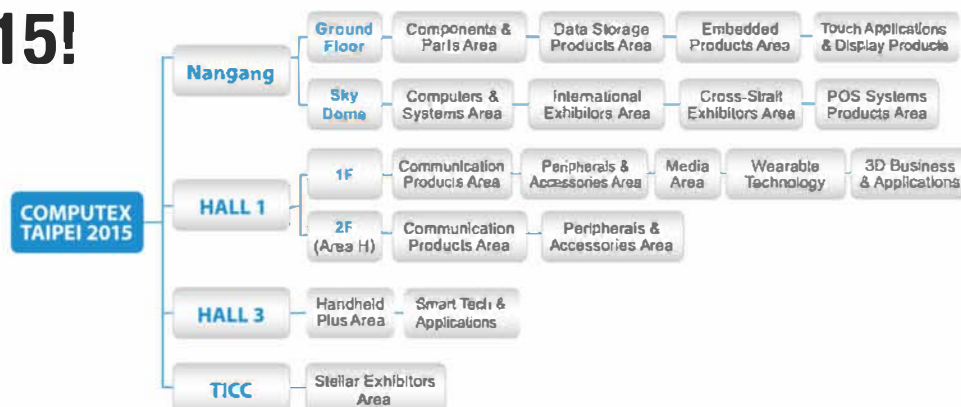 15!
Ground
Floor
Components &
Parts Area
Data Storage
Products Area
Embedded
Products Area
Touch Applications
& Display Products
Nangang
Sky
Dome
Computers &
Systems Area
International
Exhibitors Area
Cross-Strait
Exhibitors Area
POS Systems
Products Area
COMPUTEX
TAIPEI 2015
HALL 1
1F
Communication
Products Area
Peripherals &
Accessories Area
Media
Area
Wearable
Technology
3D Business
& Applications
2F
(Area H)
Communication
Products Area
Peripherals &
Accessories Area
HALL 3
Handheld
Plus Area
Smart Tech &
Applications
TICC
Stellar Exhibitors
Area